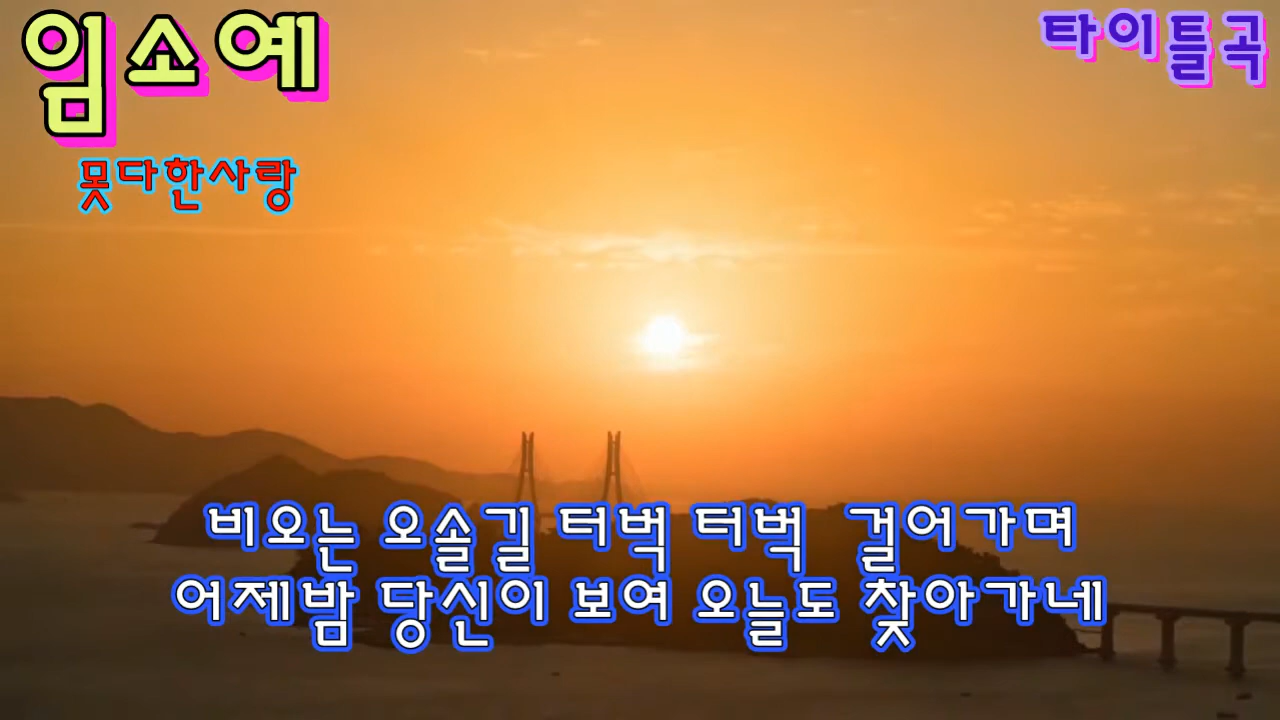 임소예
타이틀곡
못다한사랑
비오는 오솔길 터벅 터벅 걸어가며
어제밤 당신이 보여 오늘도 찾아가네